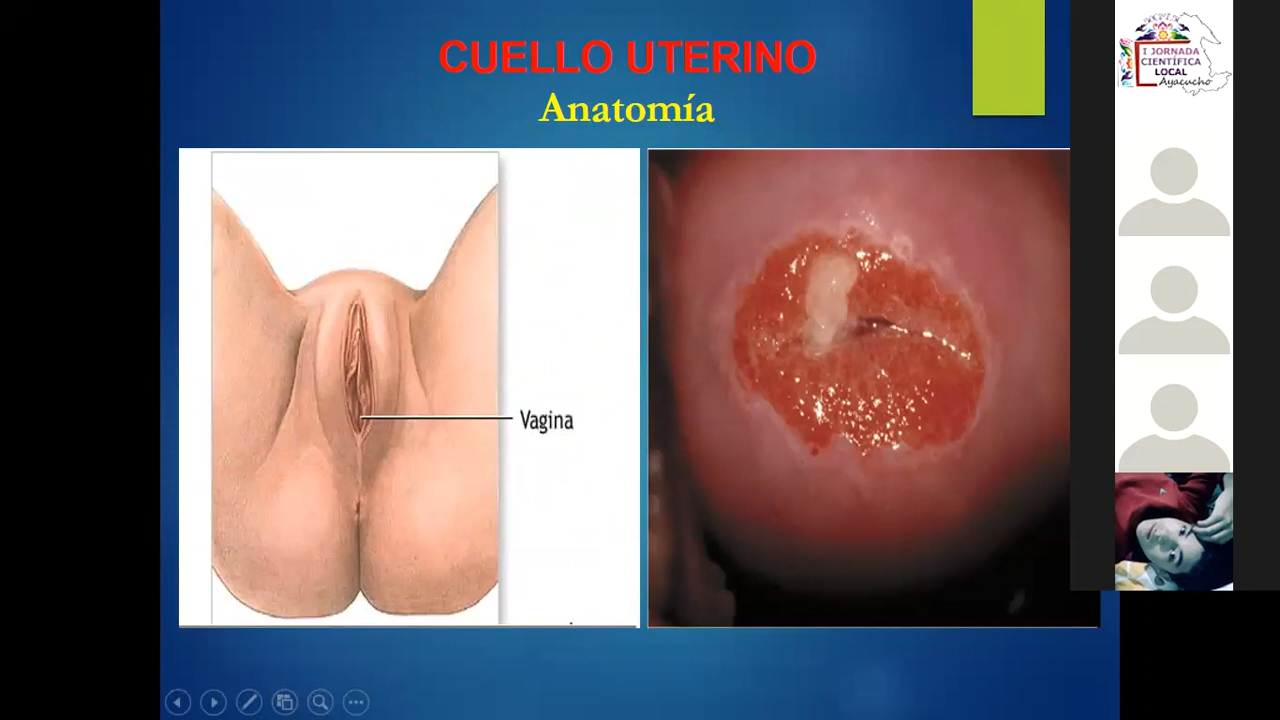 CUELLO UTERINO
Anatomía
Vagina
I JORNADA
CIENTÍFICA
LOCAL
Ayacucho